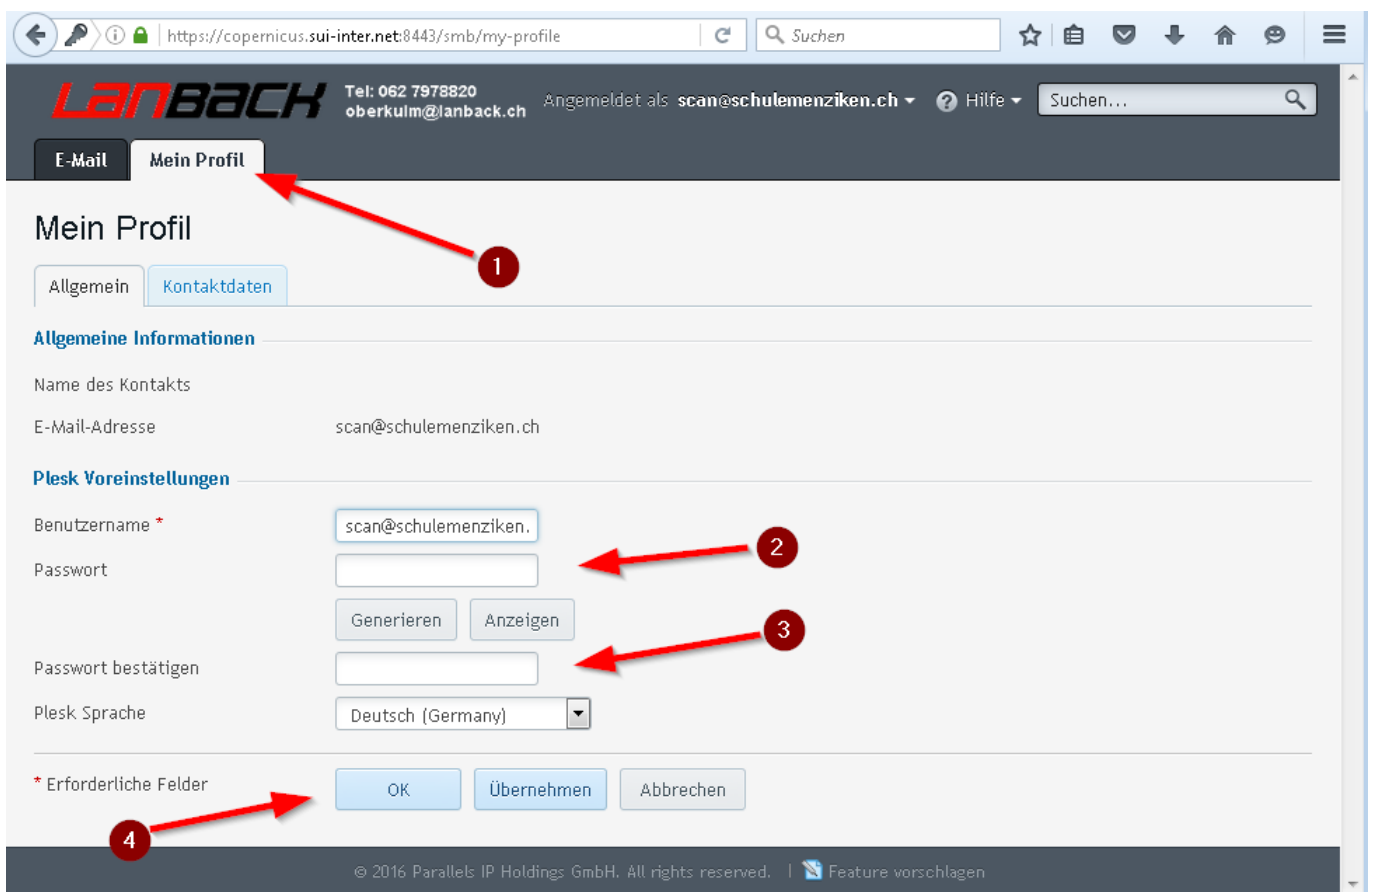 https://copernicus.sui-inter.net:8443/smb/my-profile
Suchen
LANBACK
Tel: 062 7978820
oberkulm@lanback.ch
Angemeldet als scan@schulemenziken.ch
Hilfe
Suchen...
E-Mail
Mein Profil
Mein Profil
1
Allgemein
Kontaktdaten
Allgemeine Informationen
Name des Kontakts
E-Mail-Adresse scan@schulemenziken.ch
Plesk Voreinstellungen
Benutzername * scan@schulemenziken.
2
Passwort
Generieren
Anzeigen
3
Passwort bestätigen
Plesk Sprache Deutsch (Germany)
* Erforderliche Felder
OK
Übernehmen
Abbrechen
4
© 2016 Parallels IP Holdings GmbH. All rights reserved. | Feature vorschlagen